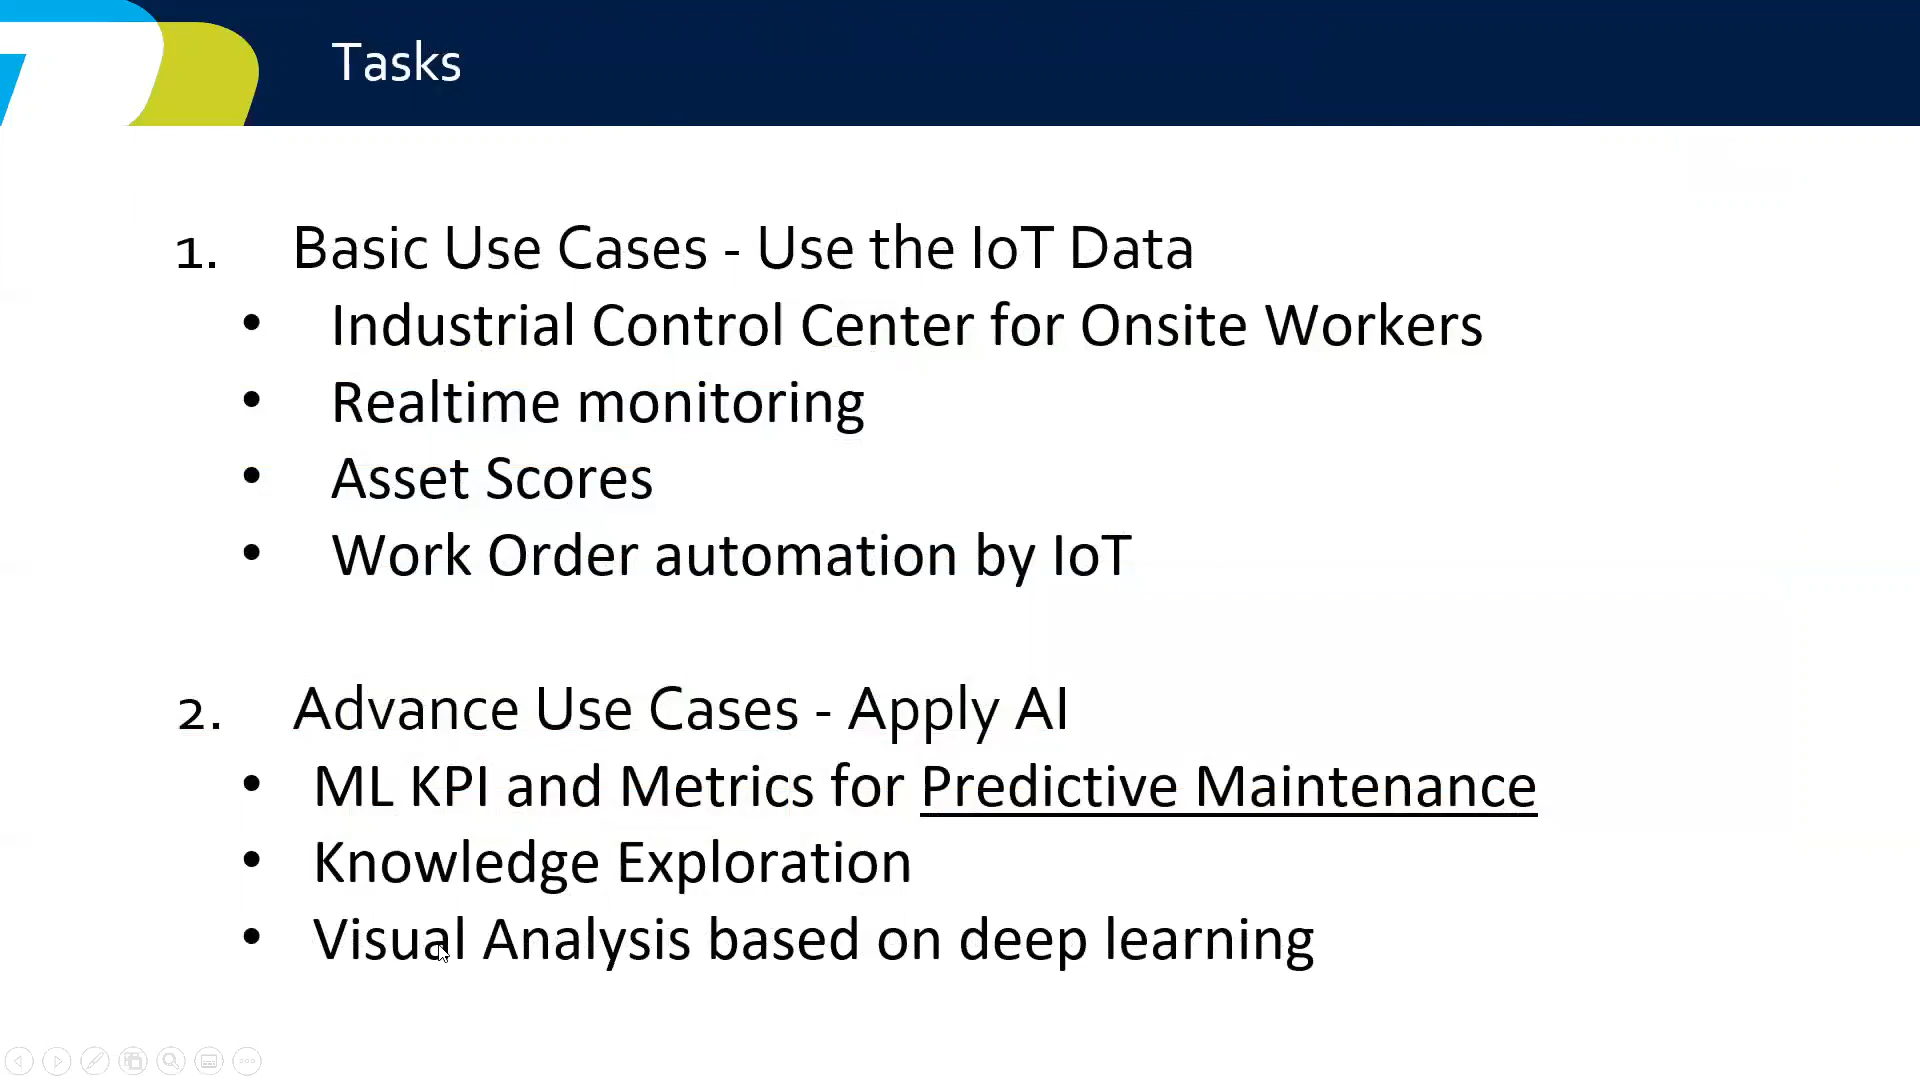 Tasks
1. Basic Use Cases - Use the IoT Data
• Industrial Control Center for Onsite Workers
• Realtime monitoring
• Asset Scores
• Work Order automation by IoT
2. Advance Use Cases - Apply AI
• ML KPI and Metrics for Predictive Maintenance
• Knowledge Exploration
• Visual Analysis based on deep learning